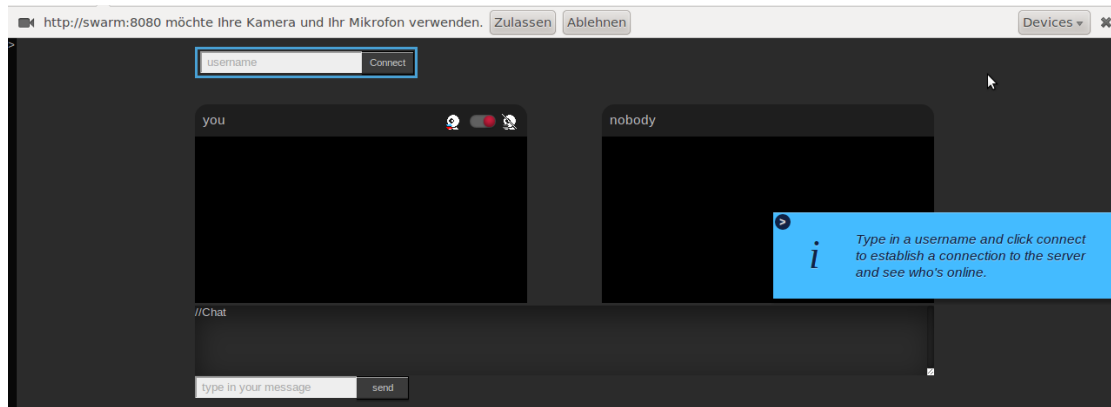 http://swarm:8080 möchte Ihre Kamera und Ihr Mikrofon verwenden. Zulassen Ablehnen Devices
>
username Connect
you nobody
>
i
Type in a username and click connect
to establish a connection to the server
and see who's online.
//Chat
type in your message send